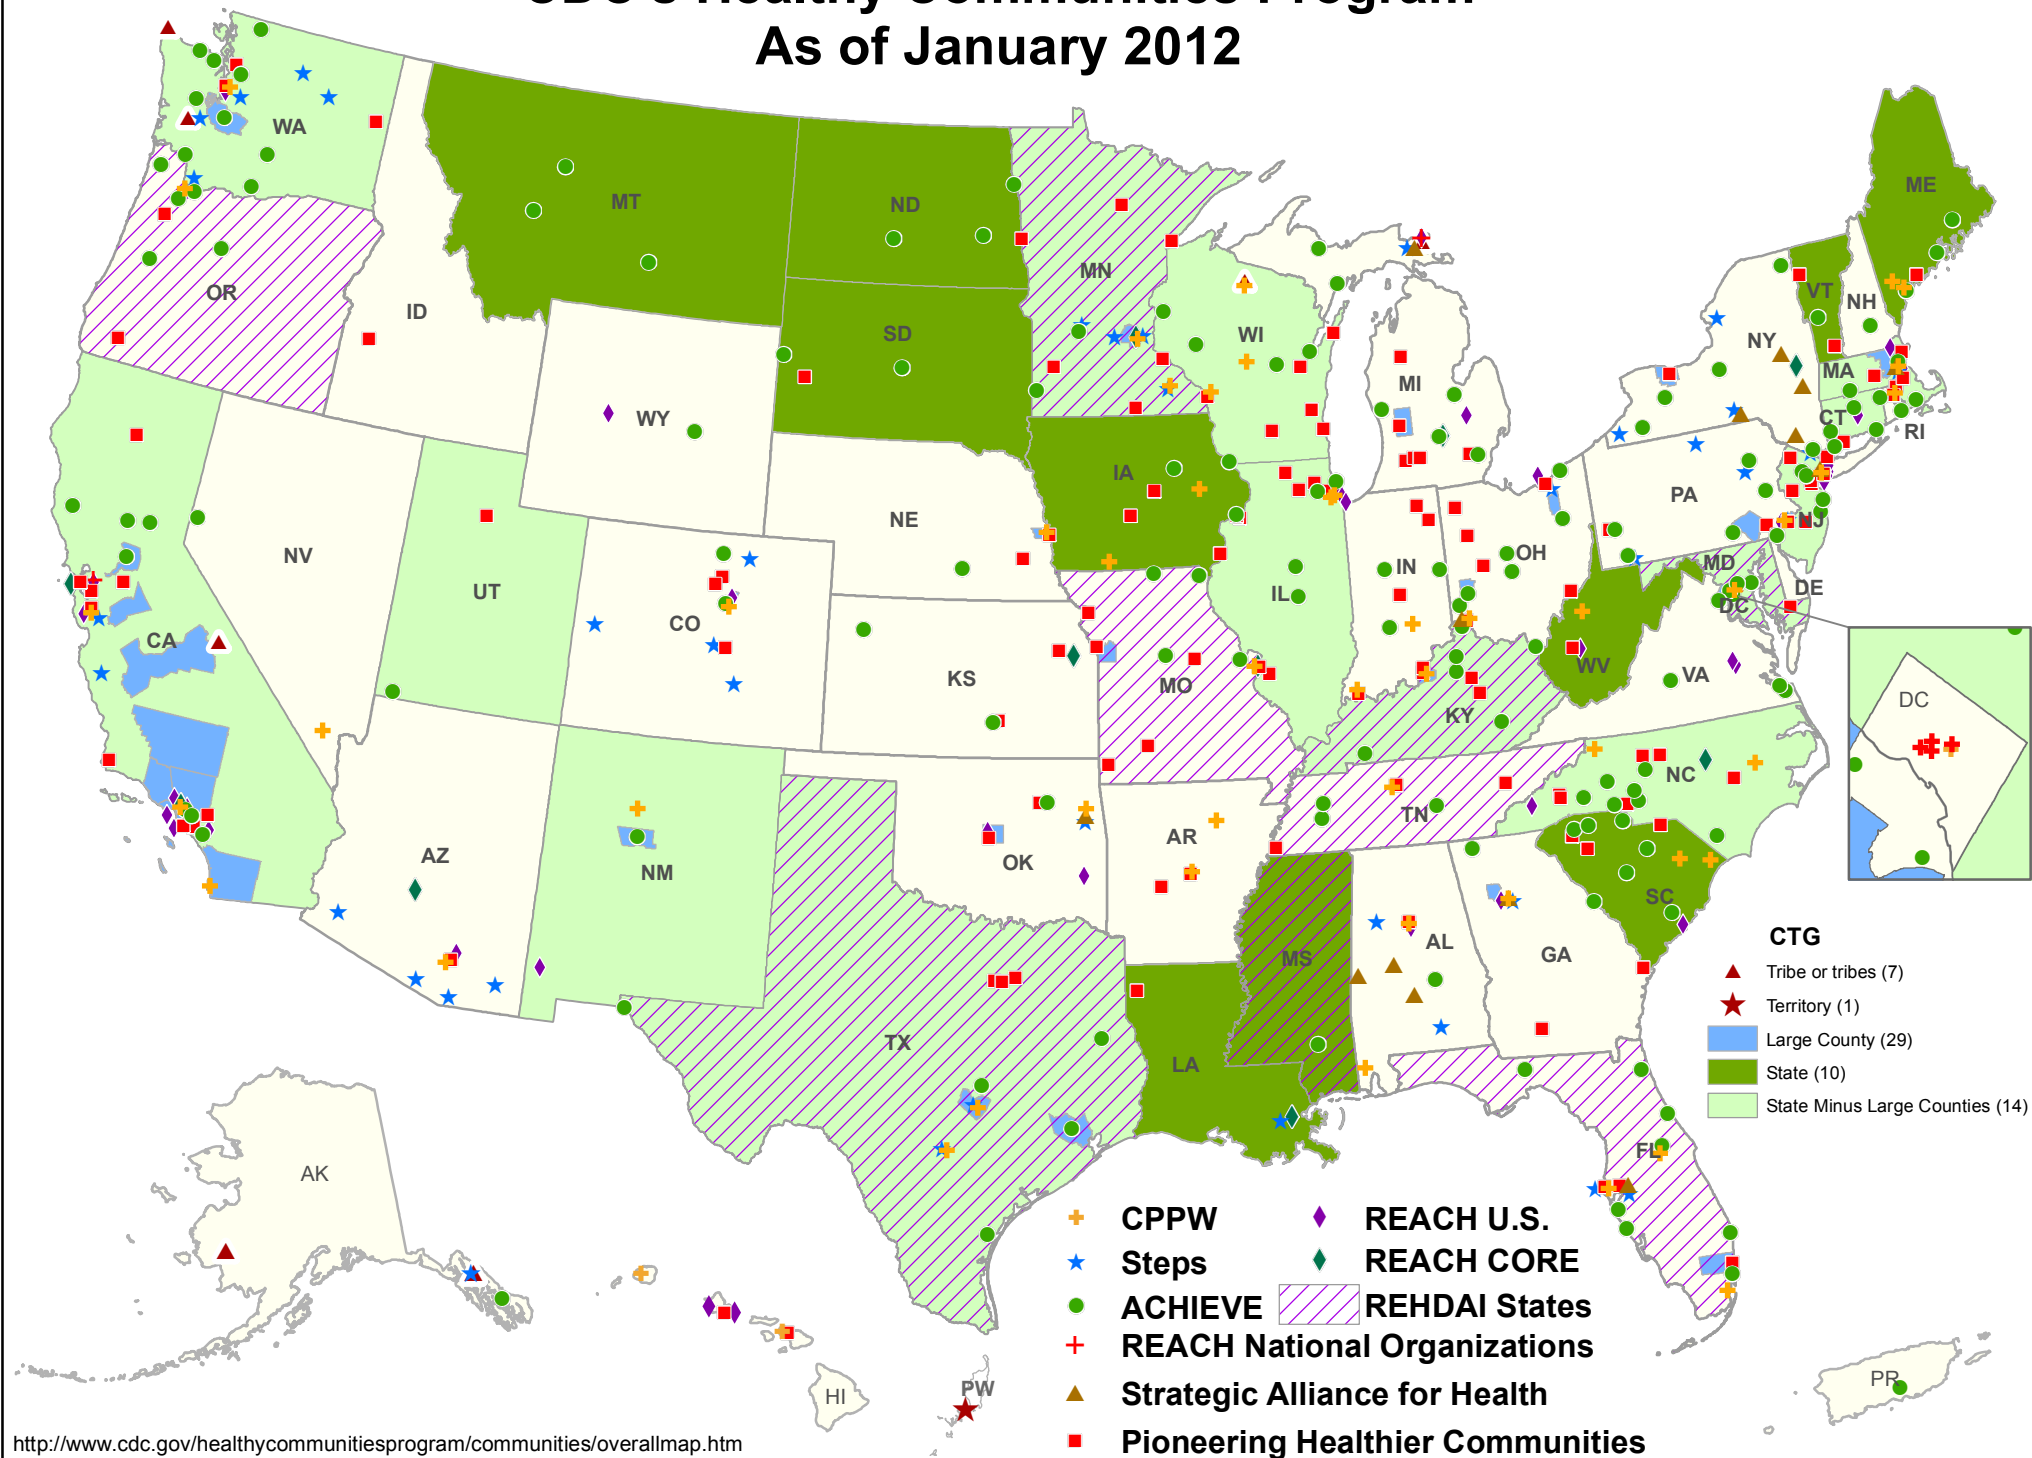 CDC's Healthy Communities Program
As of January 2012
WA
MT
ND
ME
MN
OR
ID
SD
WI
VT
NH
NY
MI
MA
WY
CT
RI
IA
PA
NE
NV
OH
NJ
IN
MD
UT
IL
DE
CO
DC
CA
KS
MO
WV
VA
KY
DC
NC
TN
AR
AZ
OK
NM
SC
MS
AL
GA
CTG
Tribe or tribes (7)
Territory (1)
TX
Large County (29)
LA
State (10)
State Minus Large Counties (14)
FL
AK
CPPW
REACH U.S.
Steps
REACH CORE
ACHIEVE
REHDAI States
REACH National Organizations
PR
HI
PW
Strategic Alliance for Health
http://www.cdc.gov/healthycommunitiesprogram/communities/overallmap.htm
Pioneering Healthier Communities